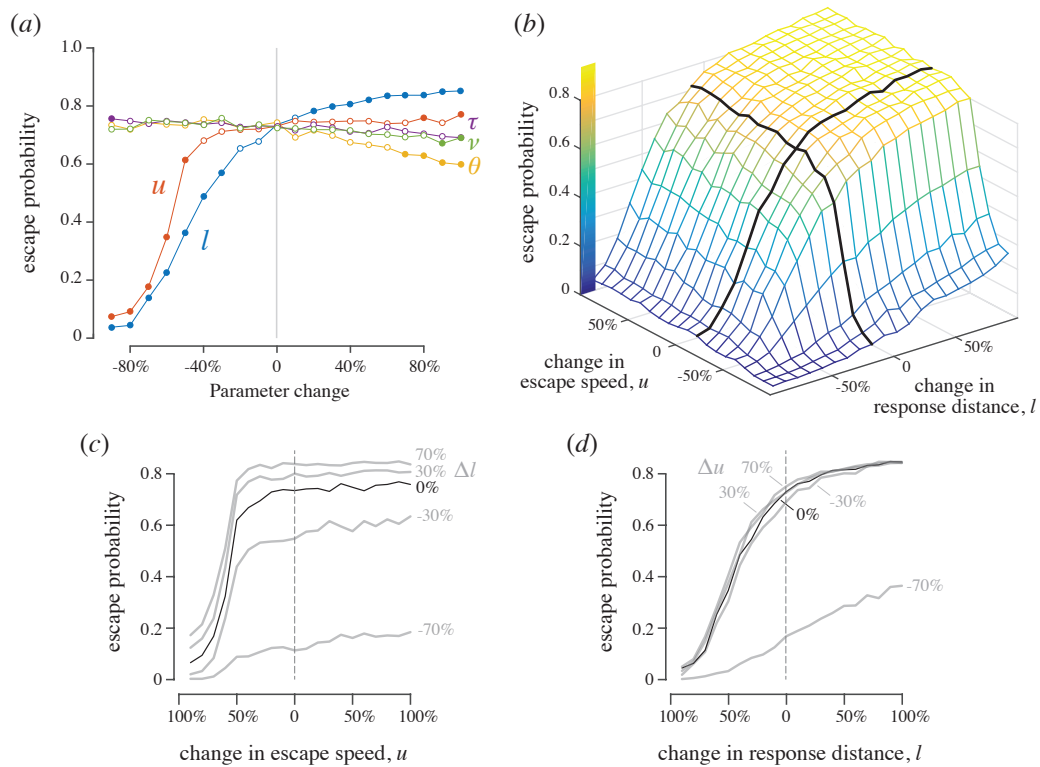 (a)
1.0
0.8
0.6
0.4
0.2
0
escape probability
u
l
τ
ν
θ
-80%
-40%
0
40%
80%
Parameter change
(b)
0.8
0.6
0.4
0.2
0
escape probability
50%
0
-50%
change in
escape speed, u
-50%
0
50%
change in
response distance, l
(c)
0.8
0.6
0.4
0.2
0
escape probability
70%
30% Δl
0%
-30%
-70%
100%
50%
0
50%
100%
change in escape speed, u
(d)
0.8
0.6
0.4
0.2
0
escape probability
Δu
70%
30%
0%
-30%
-70%
100%
50%
0
50%
100%
change in response distance, l